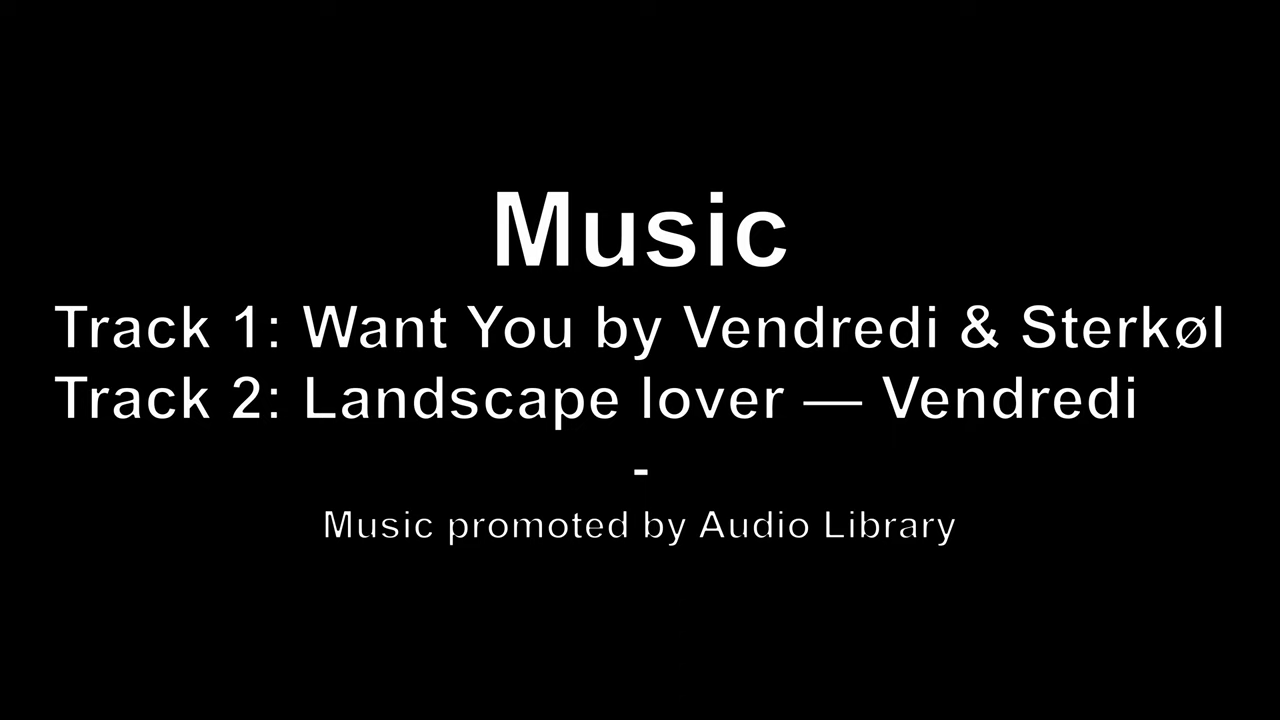 Music
Track 1: Want You by Vendredi & Sterkøl
Track 2: Landscape lover — Vendredi
-
Music promoted by Audio Library